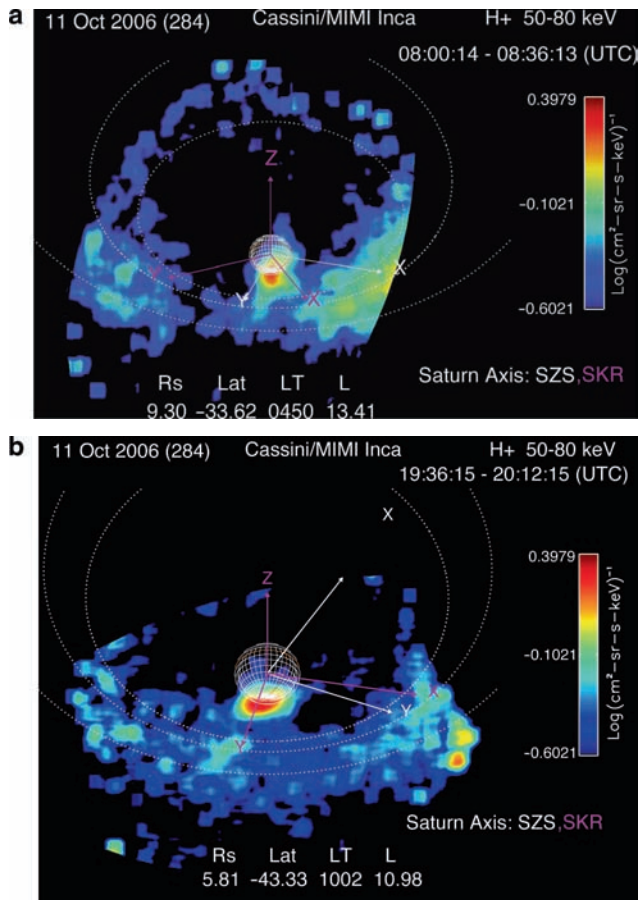 a
11 Oct 2006 (284) Cassini/MIMI Inca H+ 50-80 keV
08:00:14 - 08:36:13 (UTC)
0.3979
Z
-0.1021
Log(cm²-sr-s-keV)⁻¹
Y X
Y X
-0.6021
Saturn Axis: SZS,SKR
Rs Lat LT L
9.30 -33.62 0450 13.41
b
11 Oct 2006 (284) Cassini/MIMI Inca H+ 50-80 keV
19:36:15 - 20:12:15 (UTC)
X
0.3979
Z
-0.1021
Log(cm²-sr-s-keV)⁻¹
X
Y
Y
-0.6021
Saturn Axis: SZS,SKR
Rs Lat LT L
5.81 -43.33 1002 10.98